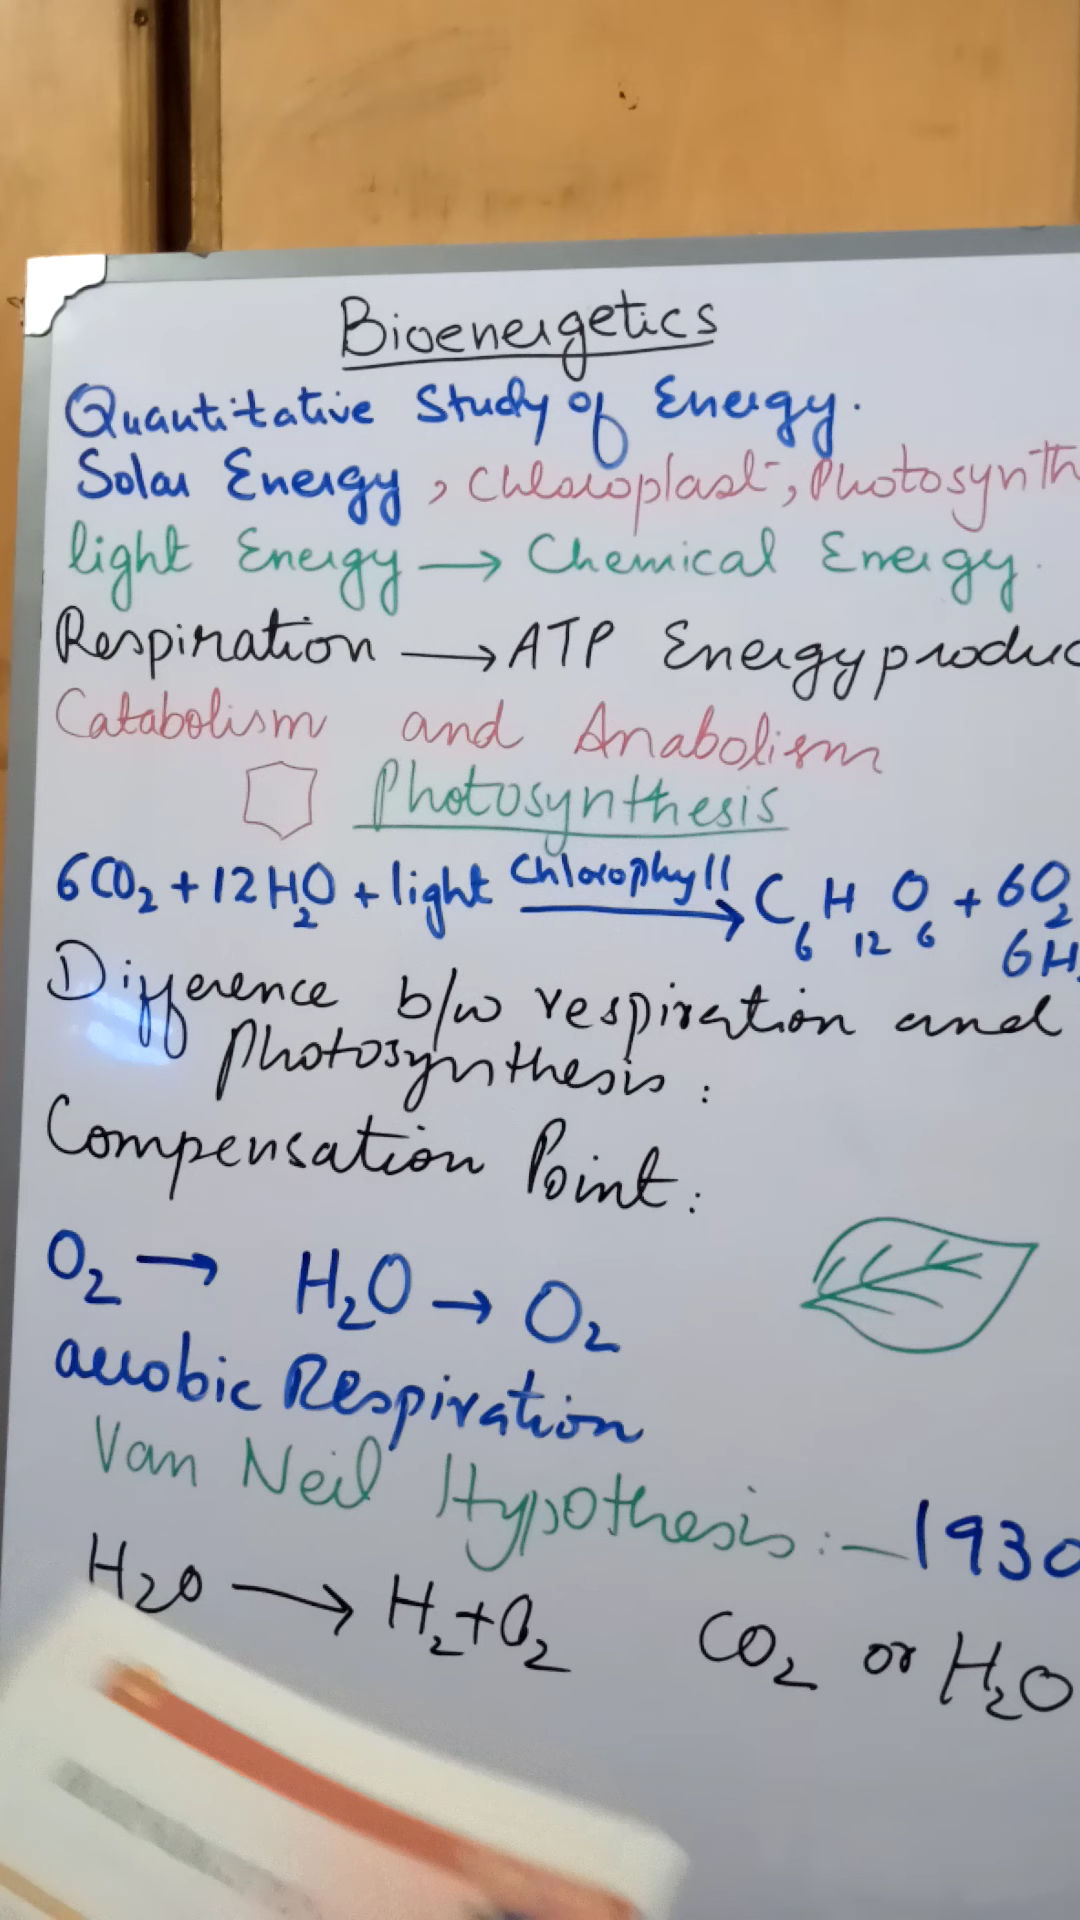 Bioenergetics
Quantitative Study of Energy.
Solar Energy, Chloroplast, Photosynth
light Energy → Chemical Energy.
Respiration → ATP Energy produc
Catabolism and Anabolism
Photosynthesis
6CO₂ + 12H₂O + light Chlorophyll → C₆H₁₂O₆ + 6O₂
6H₂
Difference b/w respiration and
Photosynthesis:
Compensation Point:
O₂ → H₂O → O₂
aerobic Respiration
Van Neil Hypothesis:- 1930
H₂O → H₂+O₂ CO₂ or H₂O